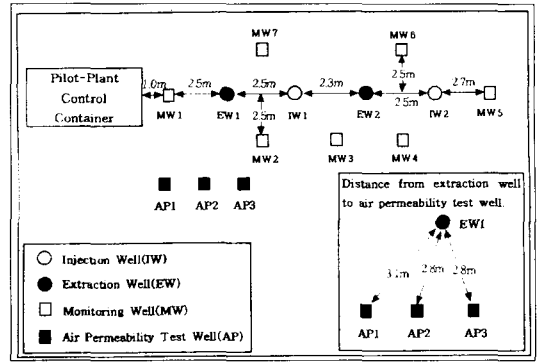 MW7
MW6
Pilot-Plant
Control
Container
1.0m
2.5m
2.5m
2.3m
2.5m
2.5m
2.7m
2.5m
MW1
EW1
IW1
EW2
IW2
MW5
MW2
MW3
MW4
AP1
AP2
AP3
Distance from extraction well
to air permeability test well.
EW1
3.1m
2.8m
2.8m
AP1
AP2
AP3
Injection Well(IW)
Extraction Well(EW)
Monitoring Well(MW)
Air Permeability Test Well(AP)